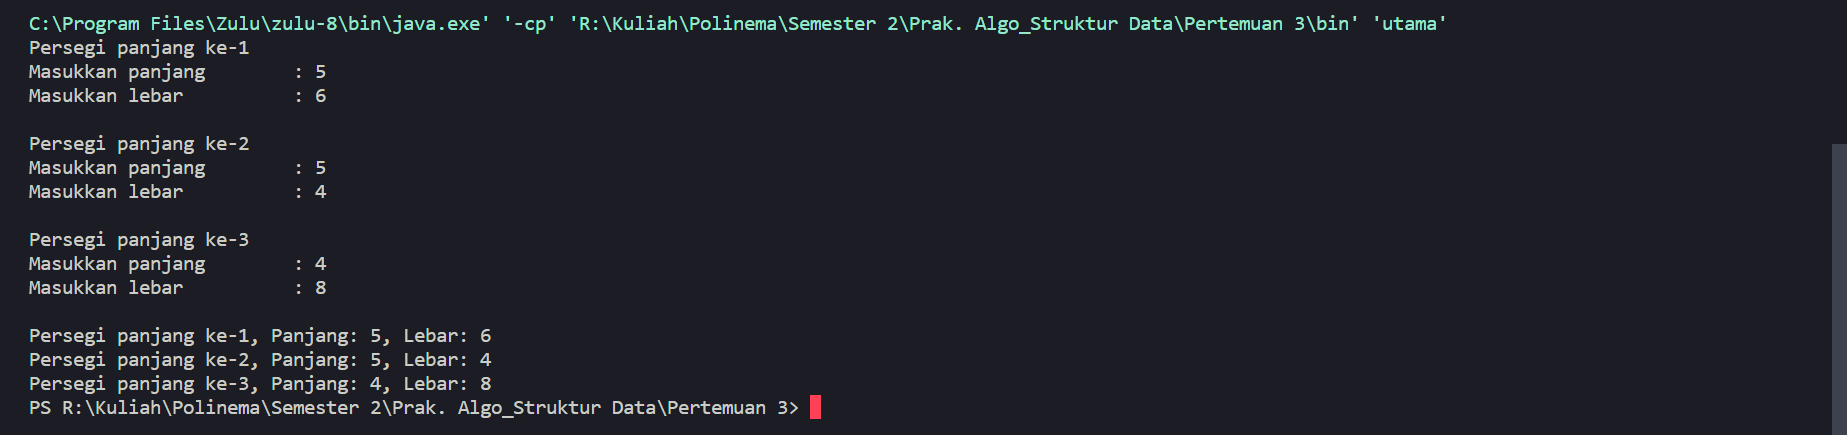 C:\Program Files\Zulu\zulu-8\bin\java.exe' '-cp' 'R:\Kuliah\Polinema\Semester 2\Prak. Algo_Struktur Data\Pertemuan 3\bin' 'utama'
Persegi panjang ke-1
Masukkan panjang        : 5
Masukkan lebar          : 6

Persegi panjang ke-2
Masukkan panjang        : 5
Masukkan lebar          : 4

Persegi panjang ke-3
Masukkan panjang        : 4
Masukkan lebar          : 8

Persegi panjang ke-1, Panjang: 5, Lebar: 6
Persegi panjang ke-2, Panjang: 5, Lebar: 4
Persegi panjang ke-3, Panjang: 4, Lebar: 8
PS R:\Kuliah\Polinema\Semester 2\Prak. Algo_Struktur Data\Pertemuan 3>